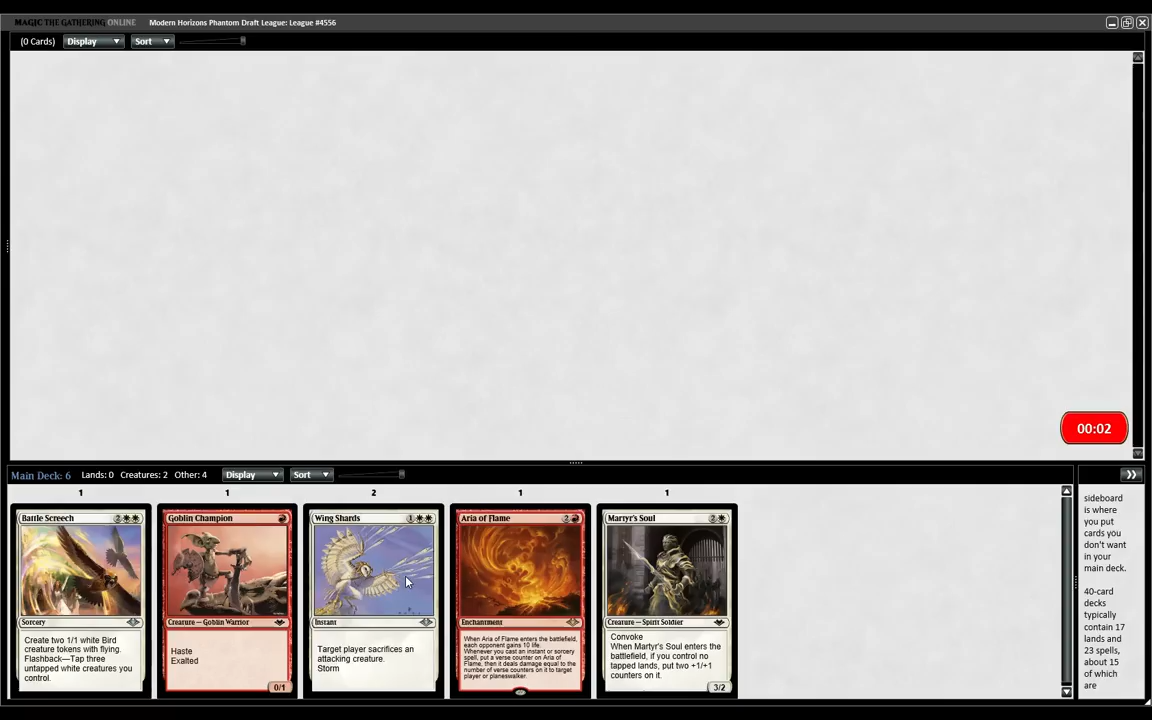 MAGIC THE GATHERING ONLINE Modern Horizons Phantom Draft League: League #4556
(0 Cards) Display Sort
00:02
Main Deck: 6 Lands: 0 Creatures: 2 Other: 4 Display Sort
1 1 2 1 1
Battle Screech 2
Sorcery
Create two 1/1 white Bird
creature tokens with flying.
Flashback—Tap three
untapped white creatures you
control.
Goblin Champion
Creature — Goblin Warrior
Haste
Exalted
0/1
Wing Shards 1
Instant
Target player sacrifices an
attacking creature.
Storm
Aria of Flame 2
Enchantment
When Aria of Flame enters the battlefield,
each opponent gains 10 life.
Whenever you cast an instant or sorcery
spell, put a verse counter on Aria of
Flame, then it deals damage equal to the
number of verse counters on it to target
player or planeswalker.
Martyr's Soul 2
Creature — Spirit Soldier
Convoke
When Martyr's Soul enters the
battlefield, if you control no
tapped lands, put two +1/+1
counters on it.
3/2
sideboard
is where
you put
cards you
don't want
in your
main deck.
40-card
decks
typically
contain 17
lands and
23 spells,
about 15
of which
are